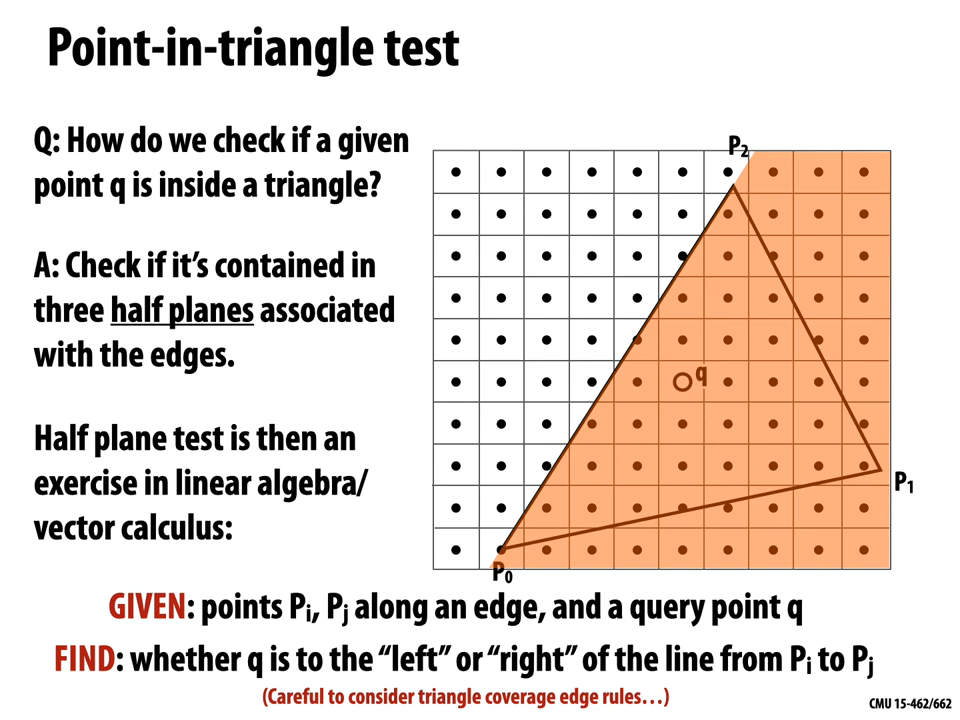 Point-in-triangle test
Q: How do we check if a given
point q is inside a triangle?
A: Check if it’s contained in
three half planes associated
with the edges.
Half plane test is then an
exercise in linear algebra/
vector calculus:
P₂
q
P₁
P₀
GIVEN: points Pᵢ, Pⱼ along an edge, and a query point q
FIND: whether q is to the “left” or “right” of the line from Pᵢ to Pⱼ
(Careful to consider triangle coverage edge rules…)
CMU 15-462/662